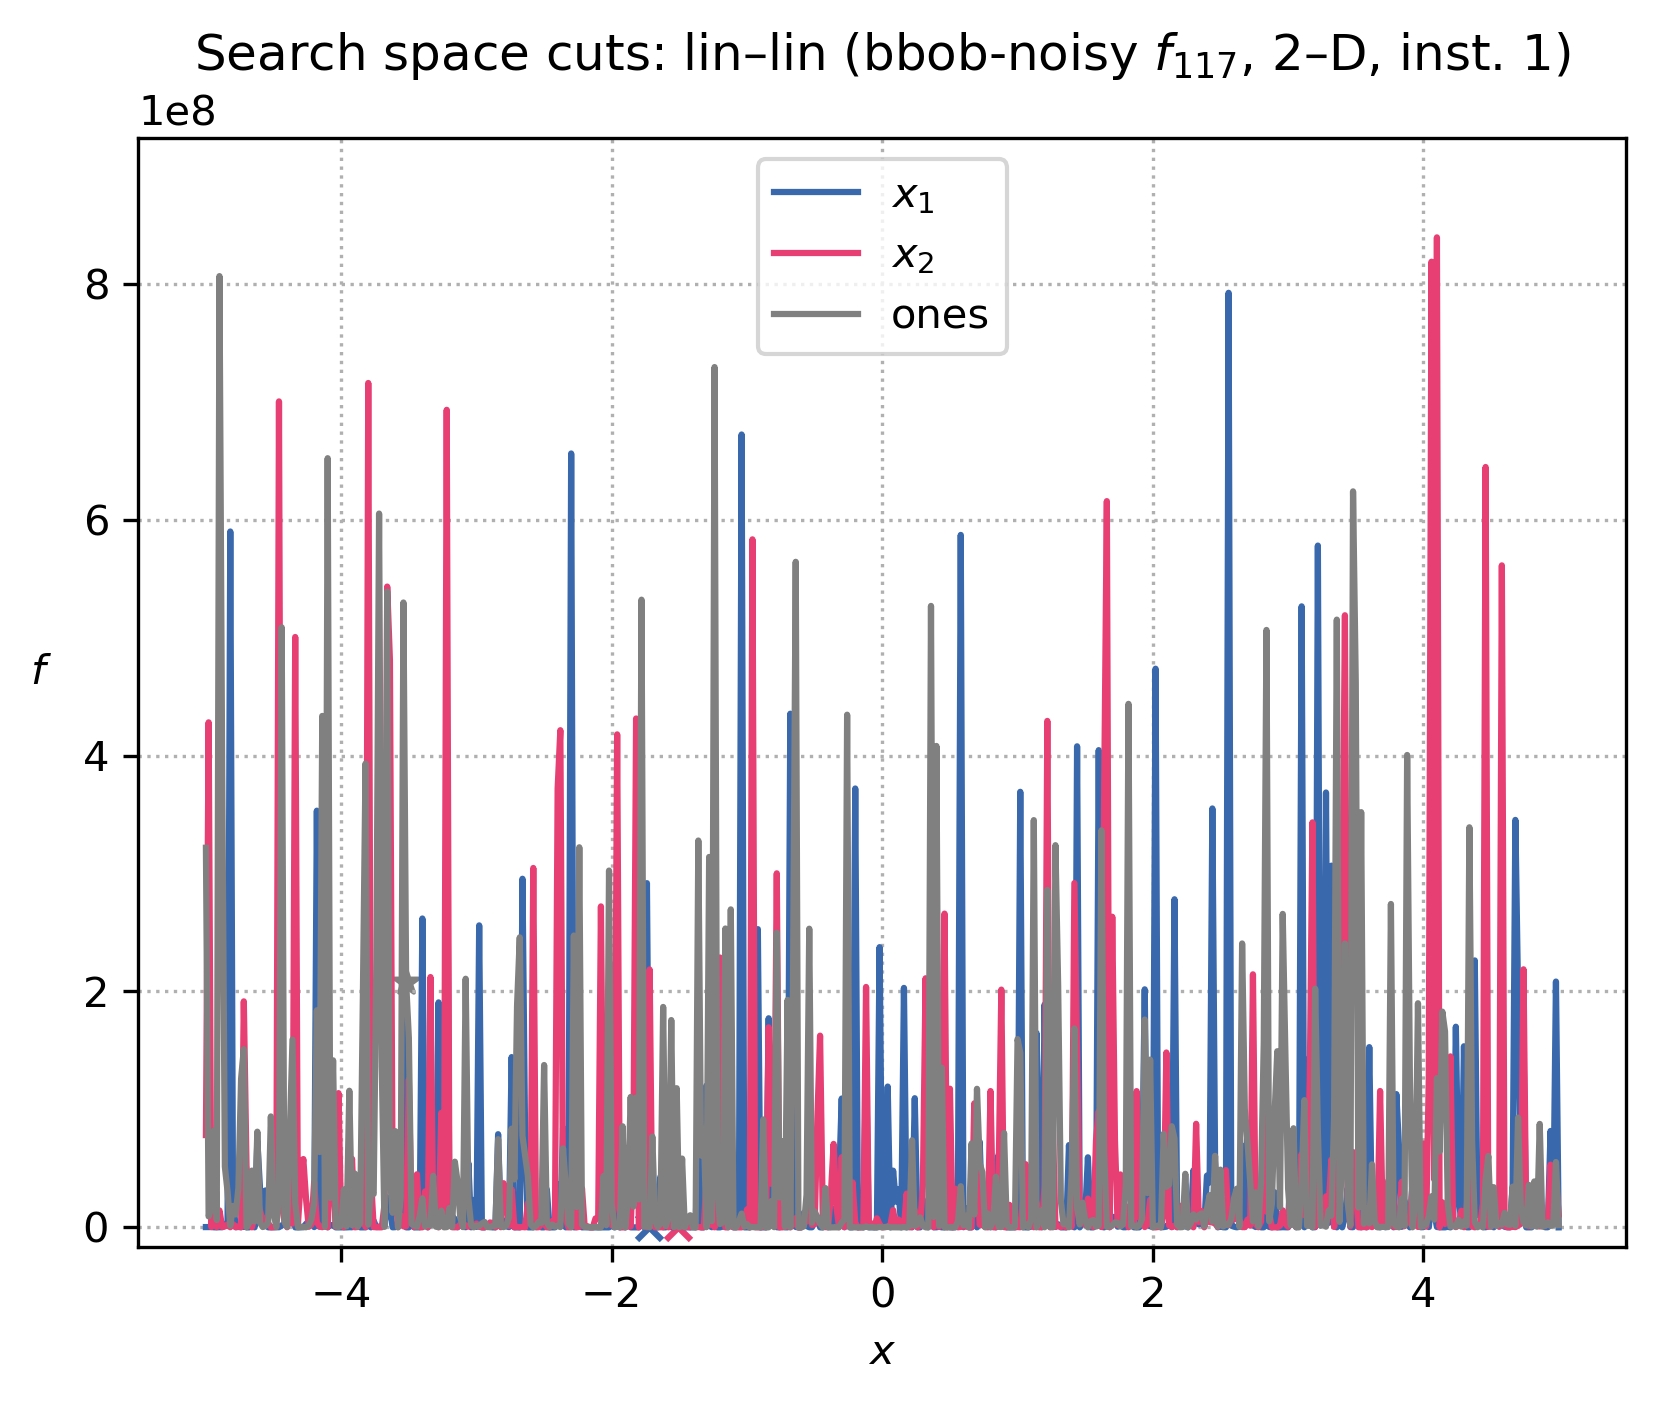 Search space cuts: lin–lin (bbob-noisy f₁₁₇, 2–D, inst. 1)
1e8
x₁
x₂
ones
8
6
4
2
0
f
−4
−2
0
2
4
x